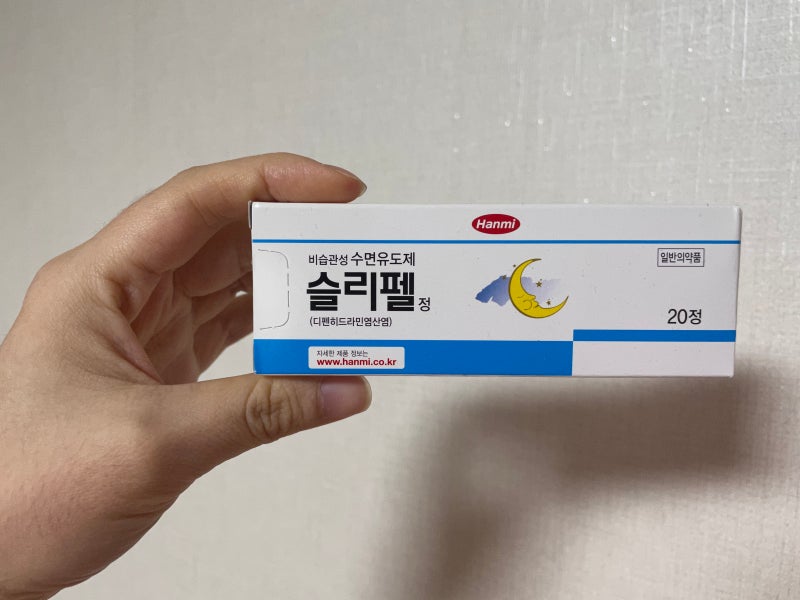 Hanmi
비습관성 수면유도제
일반의약품
슬리펠정
(디펜히드라민염산염)
20정
자세한 제품 정보는
www.hanmi.co.kr